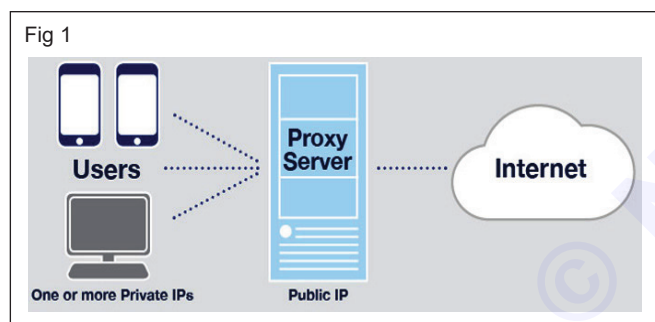 Fig 1
Users
Proxy
Server
Internet
One or more Private IPs
Public IP
©